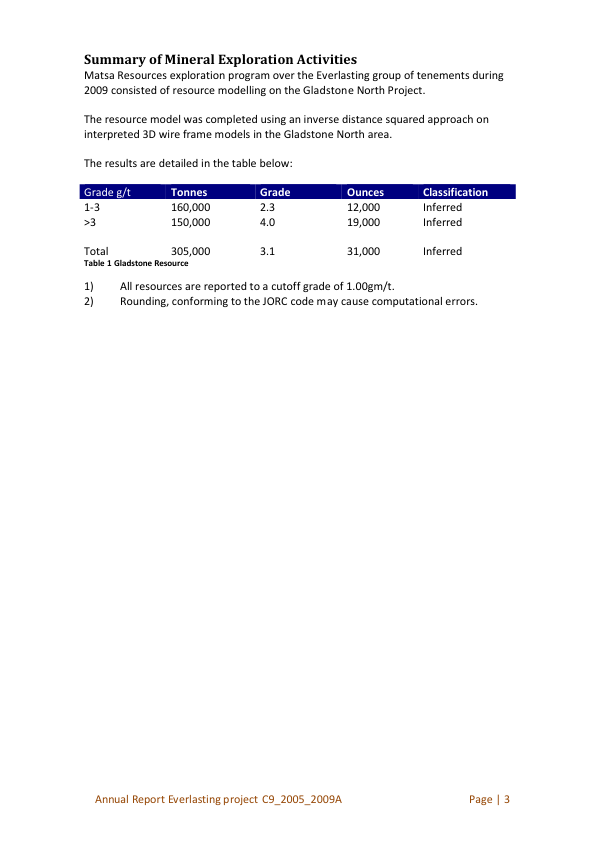 Summary of Mineral Exploration Activities
Matsa Resources exploration program over the Everlasting group of tenements during
2009 consisted of resource modelling on the Gladstone North Project.
The resource model was completed using an inverse distance squared approach on
interpreted 3D wire frame models in the Gladstone North area.
The results are detailed in the table below:
Grade g/t Tonnes Grade Ounces Classification
1-3 160,000 2.3 12,000 Inferred
>3 150,000 4.0 19,000 Inferred
Total 305,000 3.1 31,000 Inferred
Table 1 Gladstone Resource
1) All resources are reported to a cutoff grade of 1.00gm/t.
2) Rounding, conforming to the JORC code may cause computational errors.
Annual Report Everlasting project C9_2005_2009A Page | 3